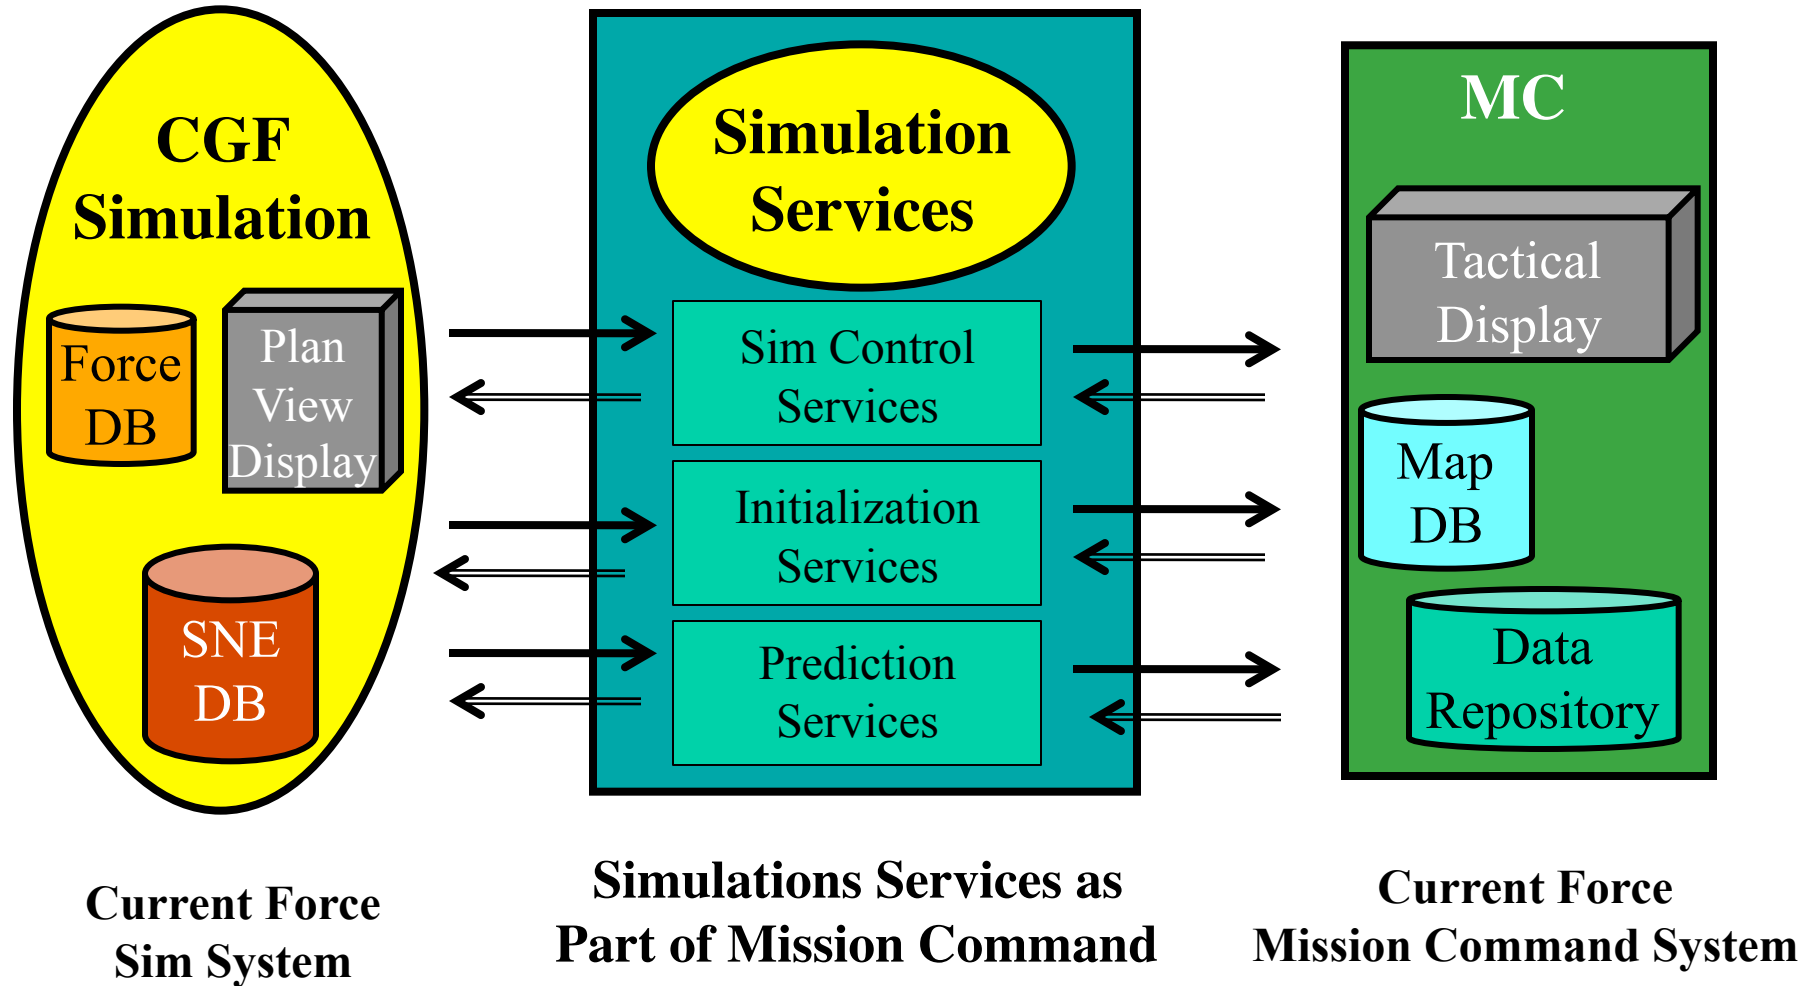 CGF
Simulation
Force
DB
Plan
View
Display
SNE
DB
Current Force
Sim System
Simulation
Services
Sim Control
Services
Initialization
Services
Prediction
Services
Simulations Services as
Part of Mission Command
MC
Tactical
Display
Map
DB
Data
Repository
Current Force
Mission Command System